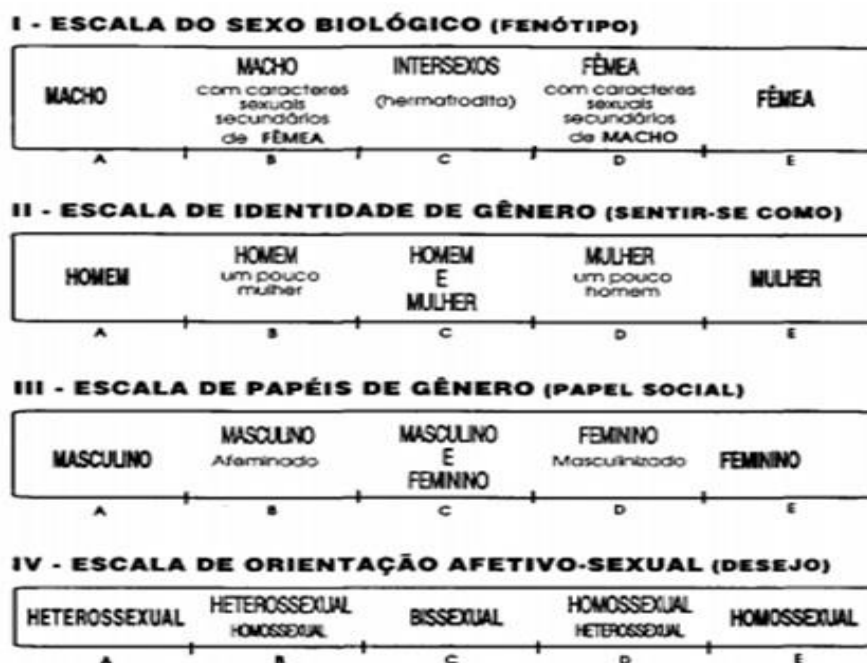 I - ESCALA DO SEXO BIOLÓGICO (FENÓTIPO)
MACHO
MACHO
com caracteres
sexuais
secundários
de FÊMEA
INTERSEXOS
(hermafrodita)
FÊMEA
com caracteres
sexuais
secundários
de MACHO
FÊMEA
A B C D E
II - ESCALA DE IDENTIDADE DE GÊNERO (SENTIR-SE COMO)
HOMEM
HOMEM
um pouco
mulher
HOMEM
E
MULHER
MULHER
um pouco
homem
MULHER
A B C D E
III - ESCALA DE PAPÉIS DE GÊNERO (PAPEL SOCIAL)
MASCULINO
MASCULINO
Afeminado
MASCULINO
E
FEMININO
FEMININO
Masculinizado
FEMININO
A B C D E
IV - ESCALA DE ORIENTAÇÃO AFETIVO-SEXUAL (DESEJO)
HETEROSSEXUAL
HETEROSSEXUAL
HOMOSSEXUAL
BISSEXUAL
HOMOSSEXUAL
HETEROSSEXUAL
HOMOSSEXUAL
A B C D E